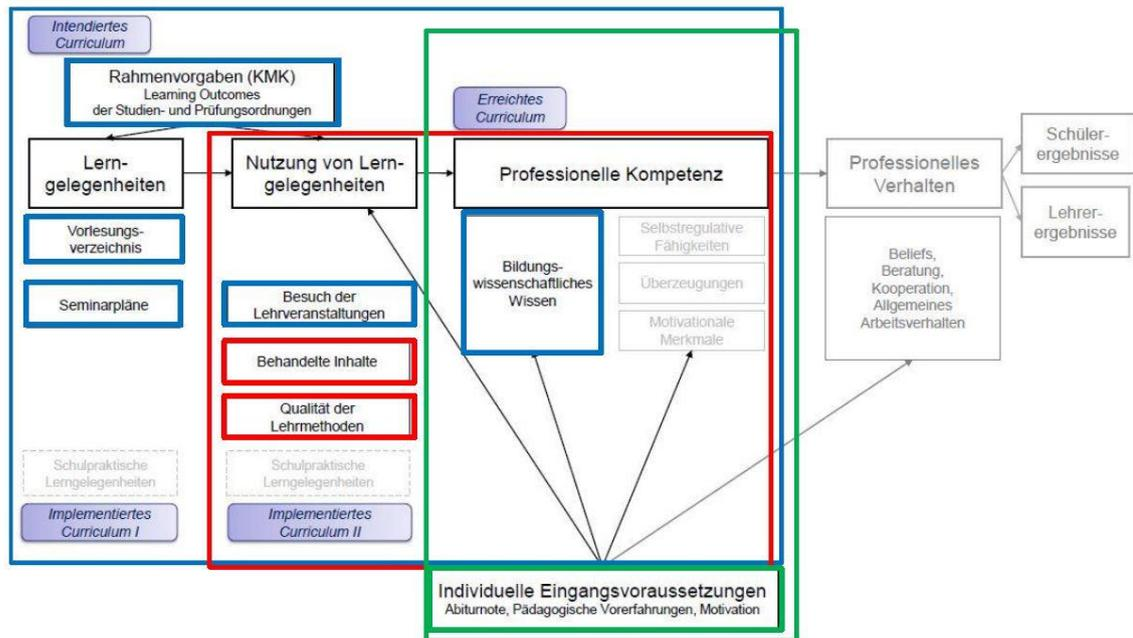 Intendiertes
Curriculum
Rahmenvorgaben (KMK)
Learning Outcomes
der Studien- und Prüfungsordnungen
Erreichtes
Curriculum
Lern-
gelegenheiten
Nutzung von Lern-
gelegenheiten
Professionelle Kompetenz
Professionelles
Verhalten
Schüler-
ergebnisse
Lehrer-
ergebnisse
Vorlesungs-
verzeichnis
Seminarpläne
Besuch der
Lehrveranstaltungen
Behandelte Inhalte
Qualität der
Lehrmethoden
Bildungs-
wissenschaftliches
Wissen
Selbstregulative
Fähigkeiten
Überzeugungen
Motivationale
Merkmale
Beliefs,
Beratung,
Kooperation,
Allgemeines
Arbeitsverhalten
Schulpraktische
Lerngelegenheiten
Schulpraktische
Lerngelegenheiten
Implementiertes
Curriculum I
Implementiertes
Curriculum II
Individuelle Eingangsvoraussetzungen
Abiturnote, Pädagogische Vorerfahrungen, Motivation